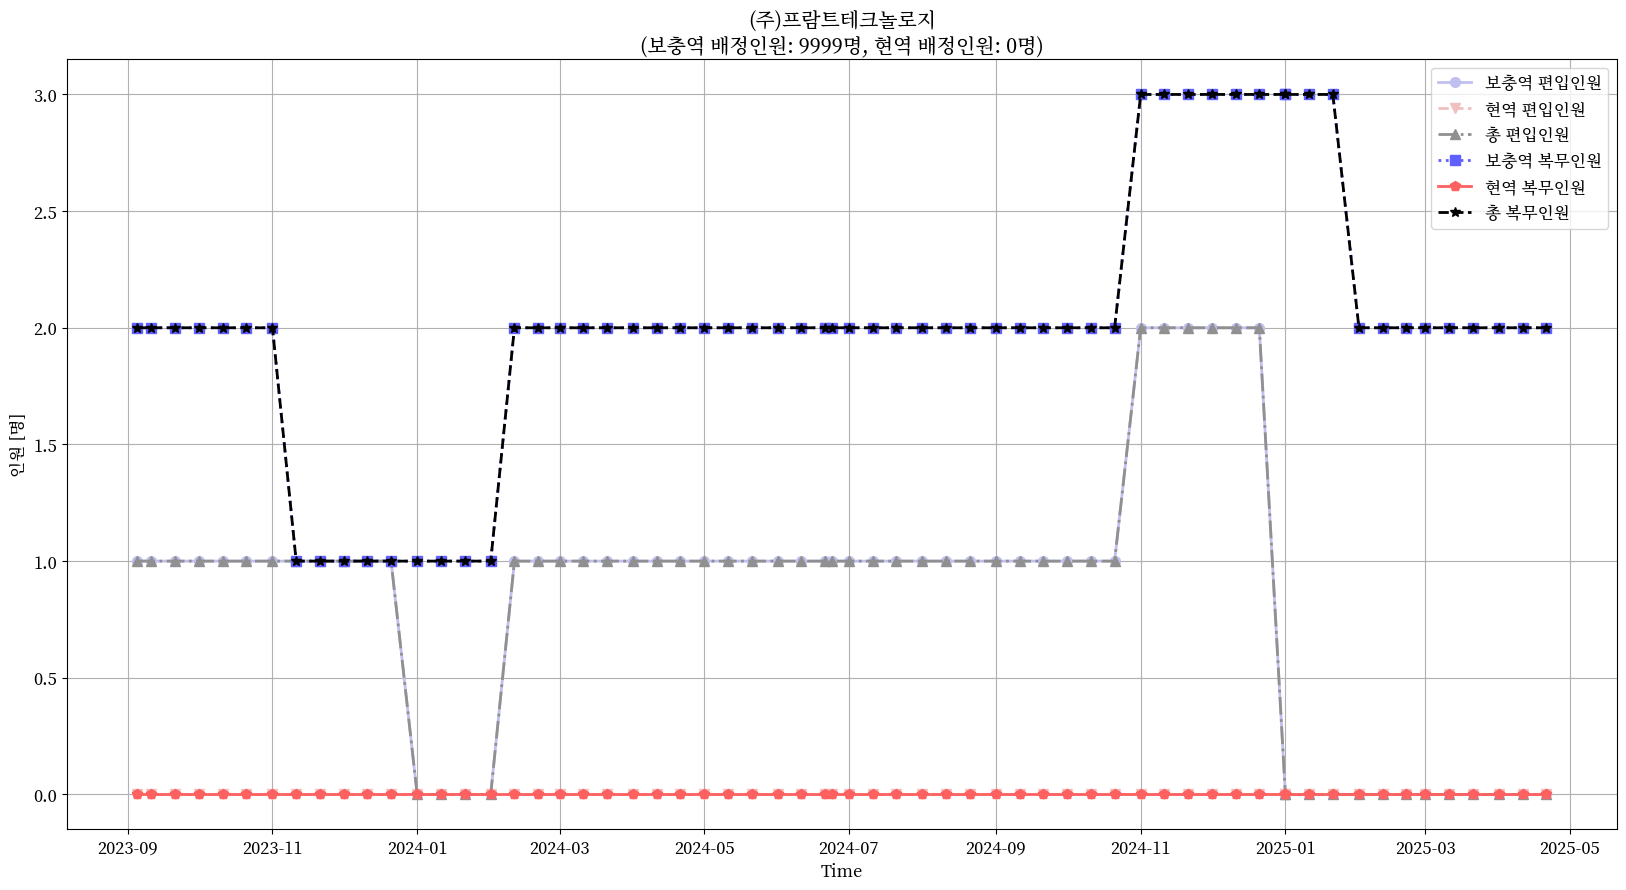 (주)프람트테크놀로지
(보충역 배정인원: 9999명, 현역 배정인원: 0명)
보충역 편입인원
현역 편입인원
총 편입인원
보충역 복무인원
현역 복무인원
총 복무인원
인원 [명]
3.0
2.5
2.0
1.5
1.0
0.5
0.0
2023-09
2023-11
2024-01
2024-03
2024-05
2024-07
2024-09
2024-11
2025-01
2025-03
2025-05
Time